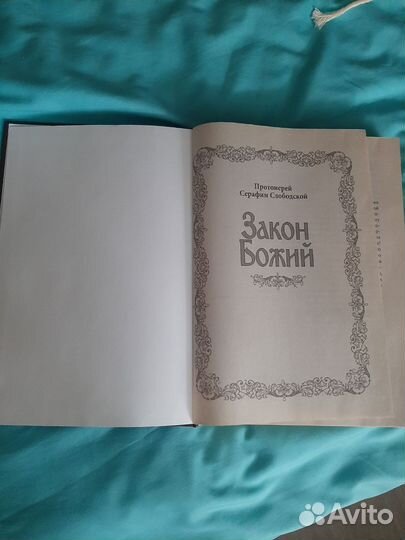 Протоиерей
Серафим Слободской
Закон
Божий
Avito